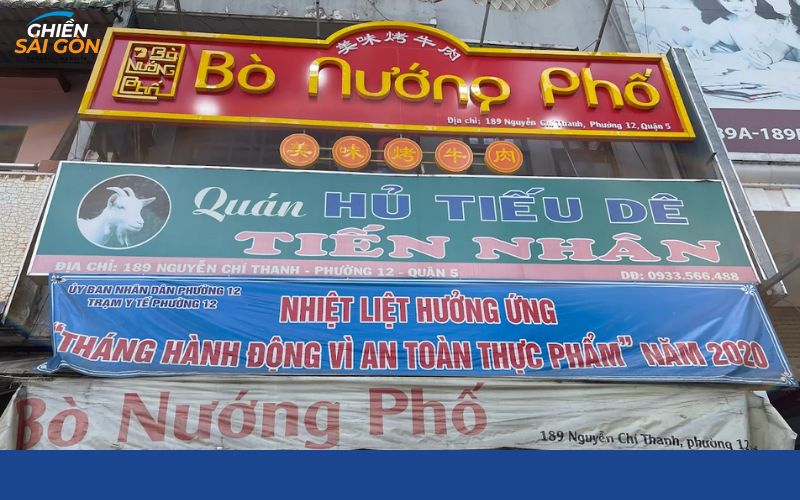 GHIỀN
SÀI GÒN
美味烤牛肉
Bò
Nướng
Phố
Bò Nướng Phố
Địa chỉ: 189 Nguyễn Chí Thanh, Phường 12, Quận 5
9A-189
美味烤牛肉
Quán HỦ TIẾU DÊ
TIẾN NHÂN
ĐỊA CHỈ: 189 NGUYỄN CHÍ THANH - PHƯỜNG 12 - QUẬN 5
DĐ: 0933.566.488
ỦY BAN NHÂN DÂN PHƯỜNG 12
TRẠM Y TẾ PHƯỜNG 12
NHIỆT LIỆT HƯỞNG ỨNG
"THÁNG HÀNH ĐỘNG VÌ AN TOÀN THỰC PHẨM" NĂM 2020
Bò Nướng Phố
189 Nguyễn Chí Thanh, phường 12,